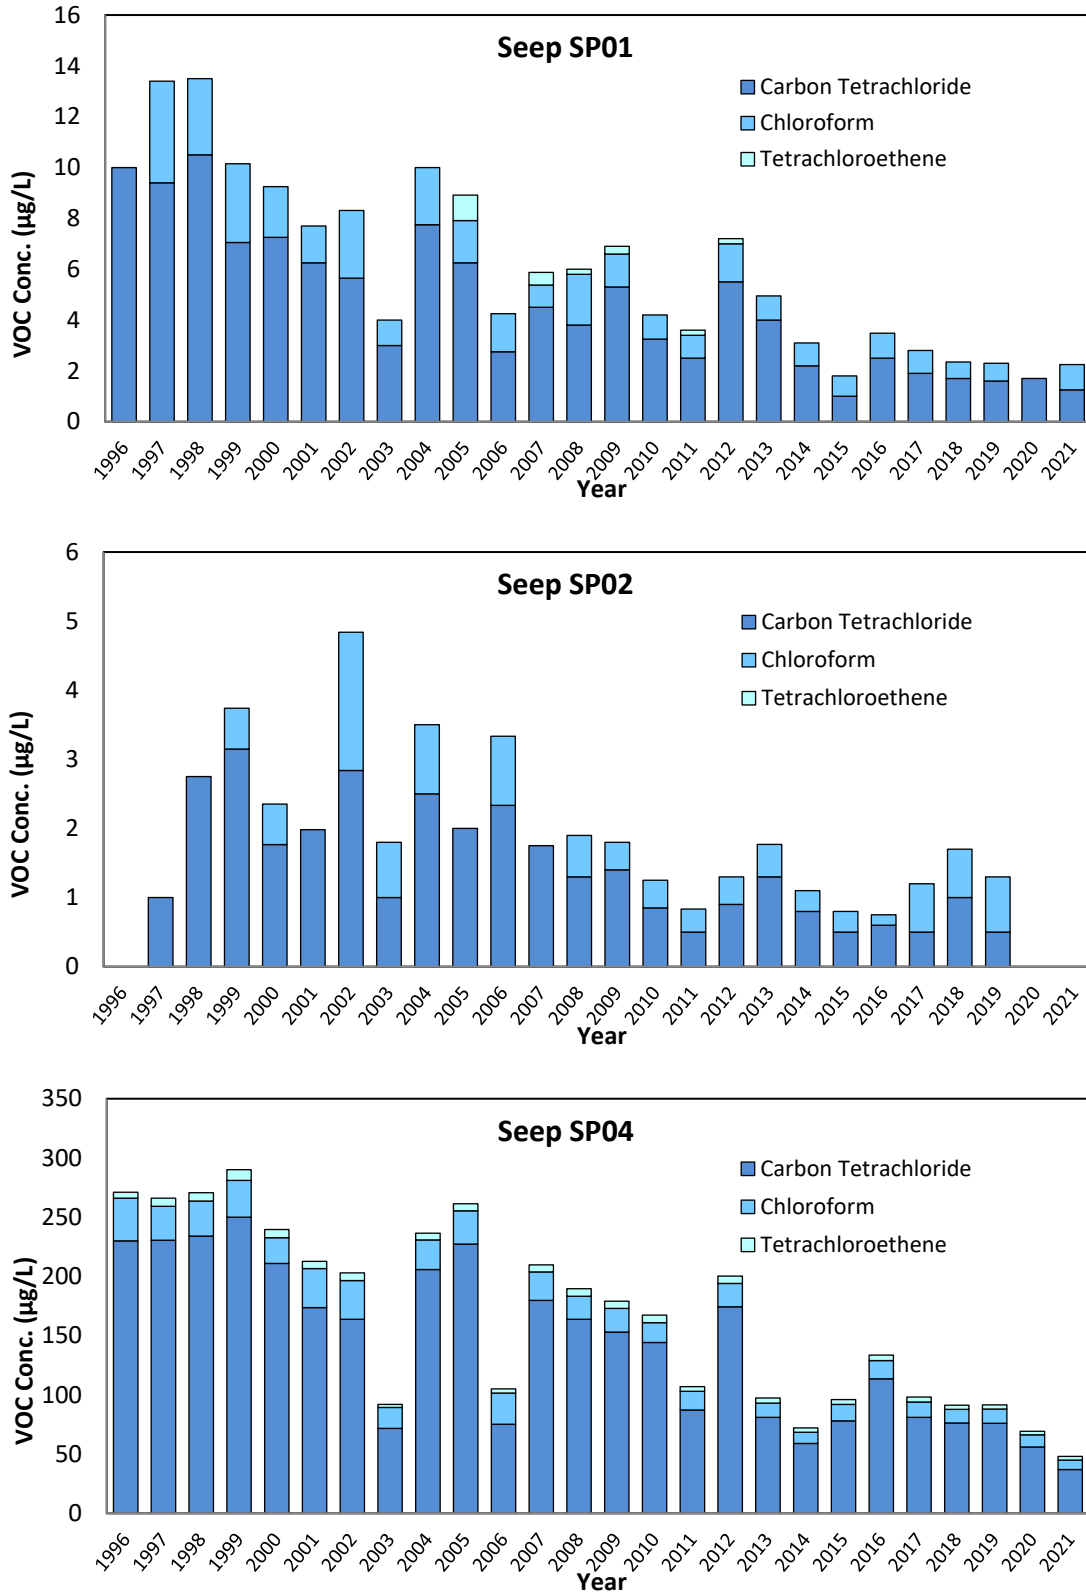 Seep SP01
Carbon Tetrachloride
Chloroform
Tetrachloroethene
VOC Conc. (µg/L)
16
14
12
10
8
6
4
2
0
1996 1997 1998 1999 2000 2001 2002 2003 2004 2005 2006 2007 2008 2009 2010 2011 2012 2013 2014 2015 2016 2017 2018 2019 2020 2021
Year
Seep SP02
Carbon Tetrachloride
Chloroform
Tetrachloroethene
VOC Conc. (µg/L)
6
5
4
3
2
1
0
1996 1997 1998 1999 2000 2001 2002 2003 2004 2005 2006 2007 2008 2009 2010 2011 2012 2013 2014 2015 2016 2017 2018 2019 2020 2021
Year
Seep SP04
Carbon Tetrachloride
Chloroform
Tetrachloroethene
VOC Conc. (µg/L)
350
300
250
200
150
100
50
0
1996 1997 1998 1999 2000 2001 2002 2003 2004 2005 2006 2007 2008 2009 2010 2011 2012 2013 2014 2015 2016 2017 2018 2019 2020 2021
Year